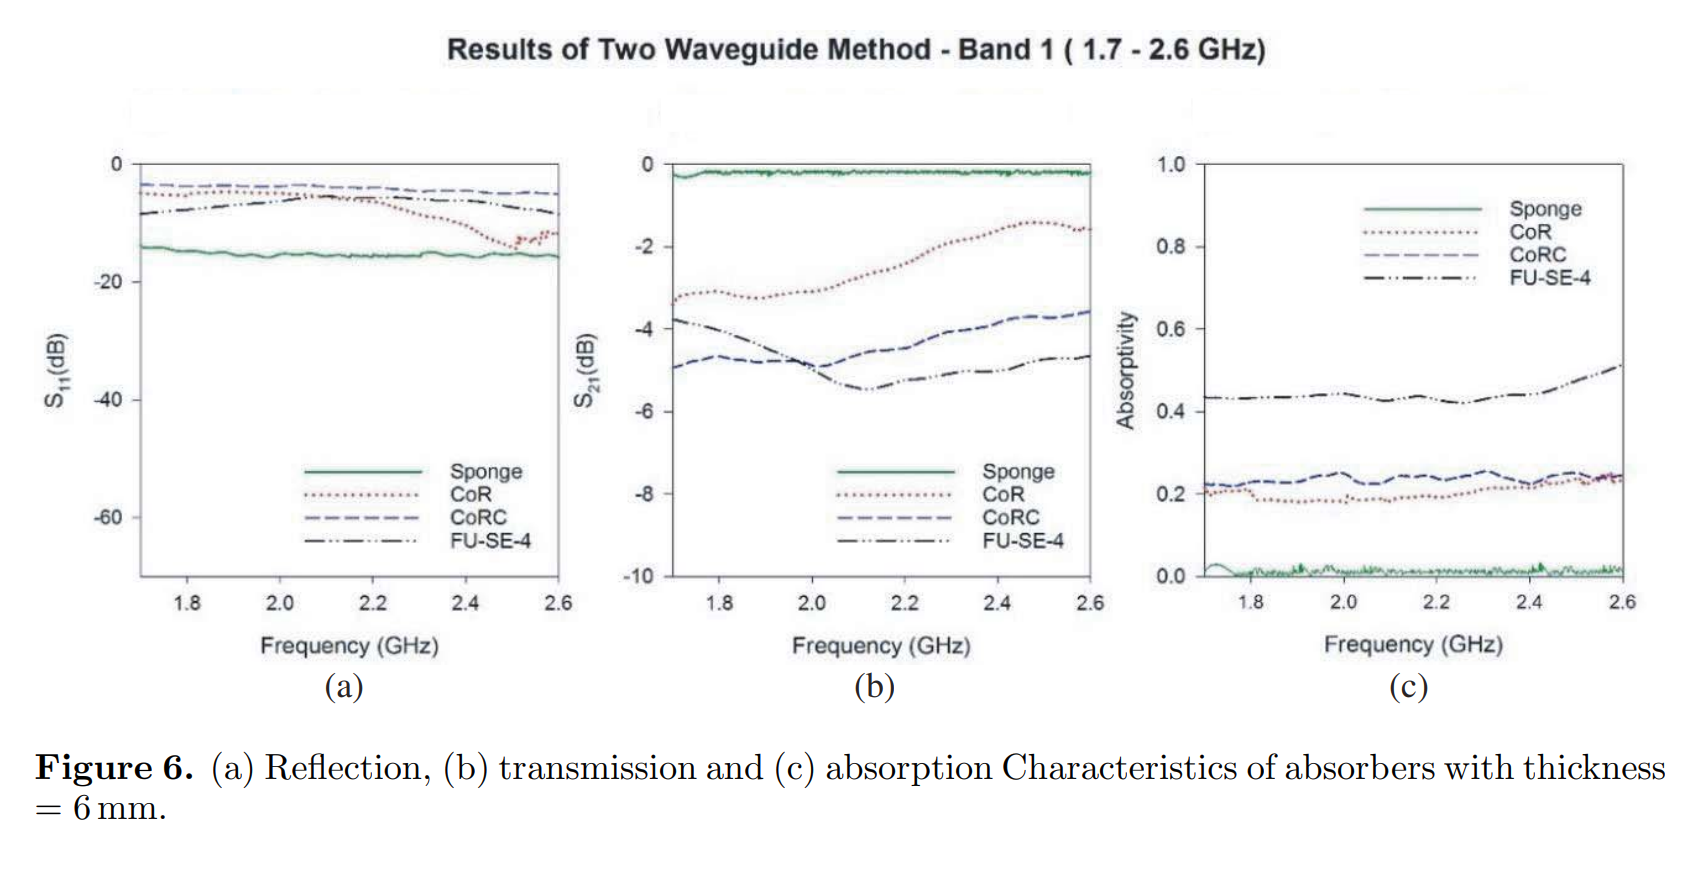 Results of Two Waveguide Method - Band 1 ( 1.7 - 2.6 GHz)
0
-20
-40
-60
S11(dB)
Sponge
CoR
CoRC
FU-SE-4
1.8 2.0 2.2 2.4 2.6
Frequency (GHz)
(a)
0
-2
-4
-6
-8
-10
S21(dB)
Sponge
CoR
CoRC
FU-SE-4
1.8 2.0 2.2 2.4 2.6
Frequency (GHz)
(b)
1.0
0.8
0.6
0.4
0.2
0.0
Absorptivity
Sponge
CoR
CoRC
FU-SE-4
1.8 2.0 2.2 2.4 2.6
Frequency (GHz)
(c)
Figure 6. (a) Reflection, (b) transmission and (c) absorption Characteristics of absorbers with thickness
= 6 mm.